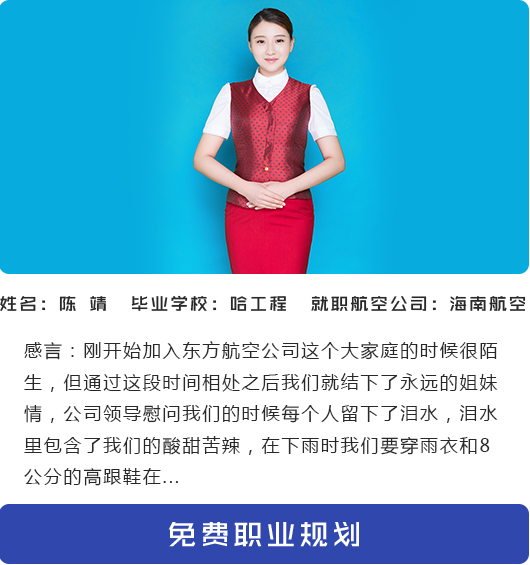 姓名：陈 靖 毕业学校：哈工程 就职航空公司：海南航空
感言：刚开始加入东方航空公司这个大家庭的时候很陌
生，但通过这段时间相处之后我们就结下了永远的姐妹
情，公司领导慰问我们的时候每个人留下了泪水，泪水
里包含了我们的酸甜苦辣，在下雨时我们要穿雨衣和8
公分的高跟鞋在...
免费职业规划